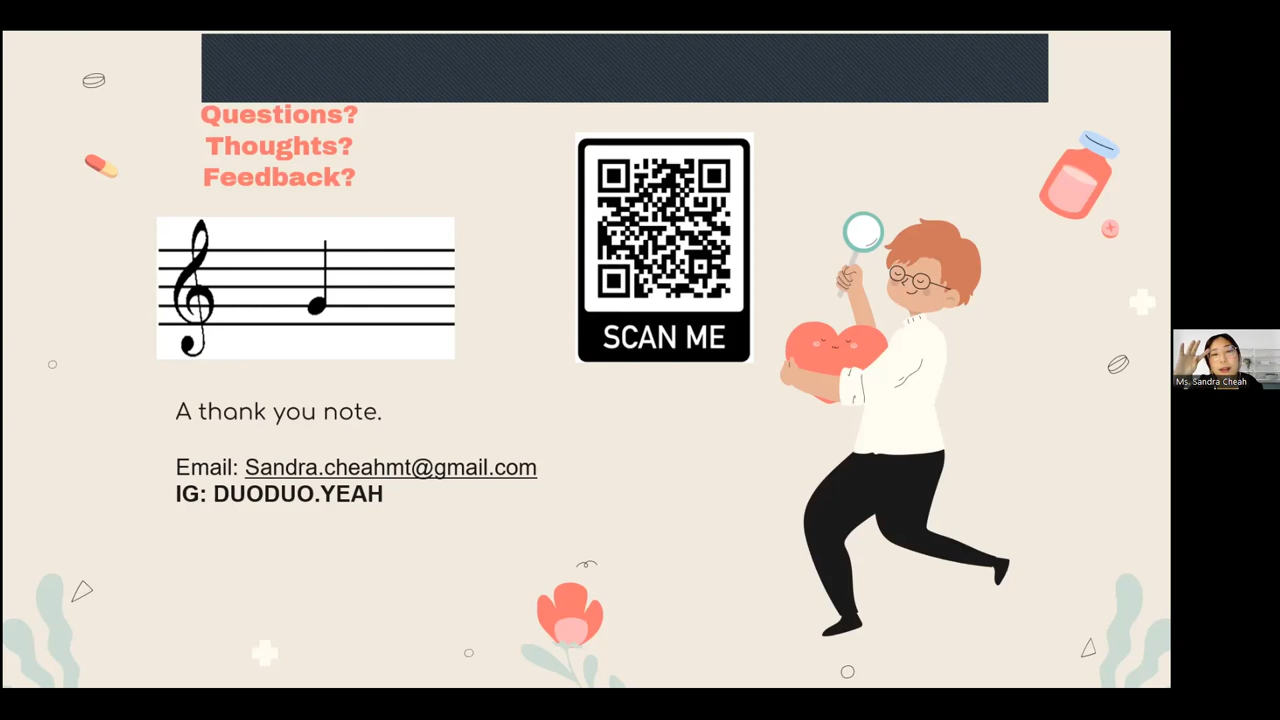 Questions?
Thoughts?
Feedback?
SCAN ME
A thank you note.
Email: Sandra.cheahmt@gmail.com
IG: DUODUO.YEAH
Ms. Sandra Cheah